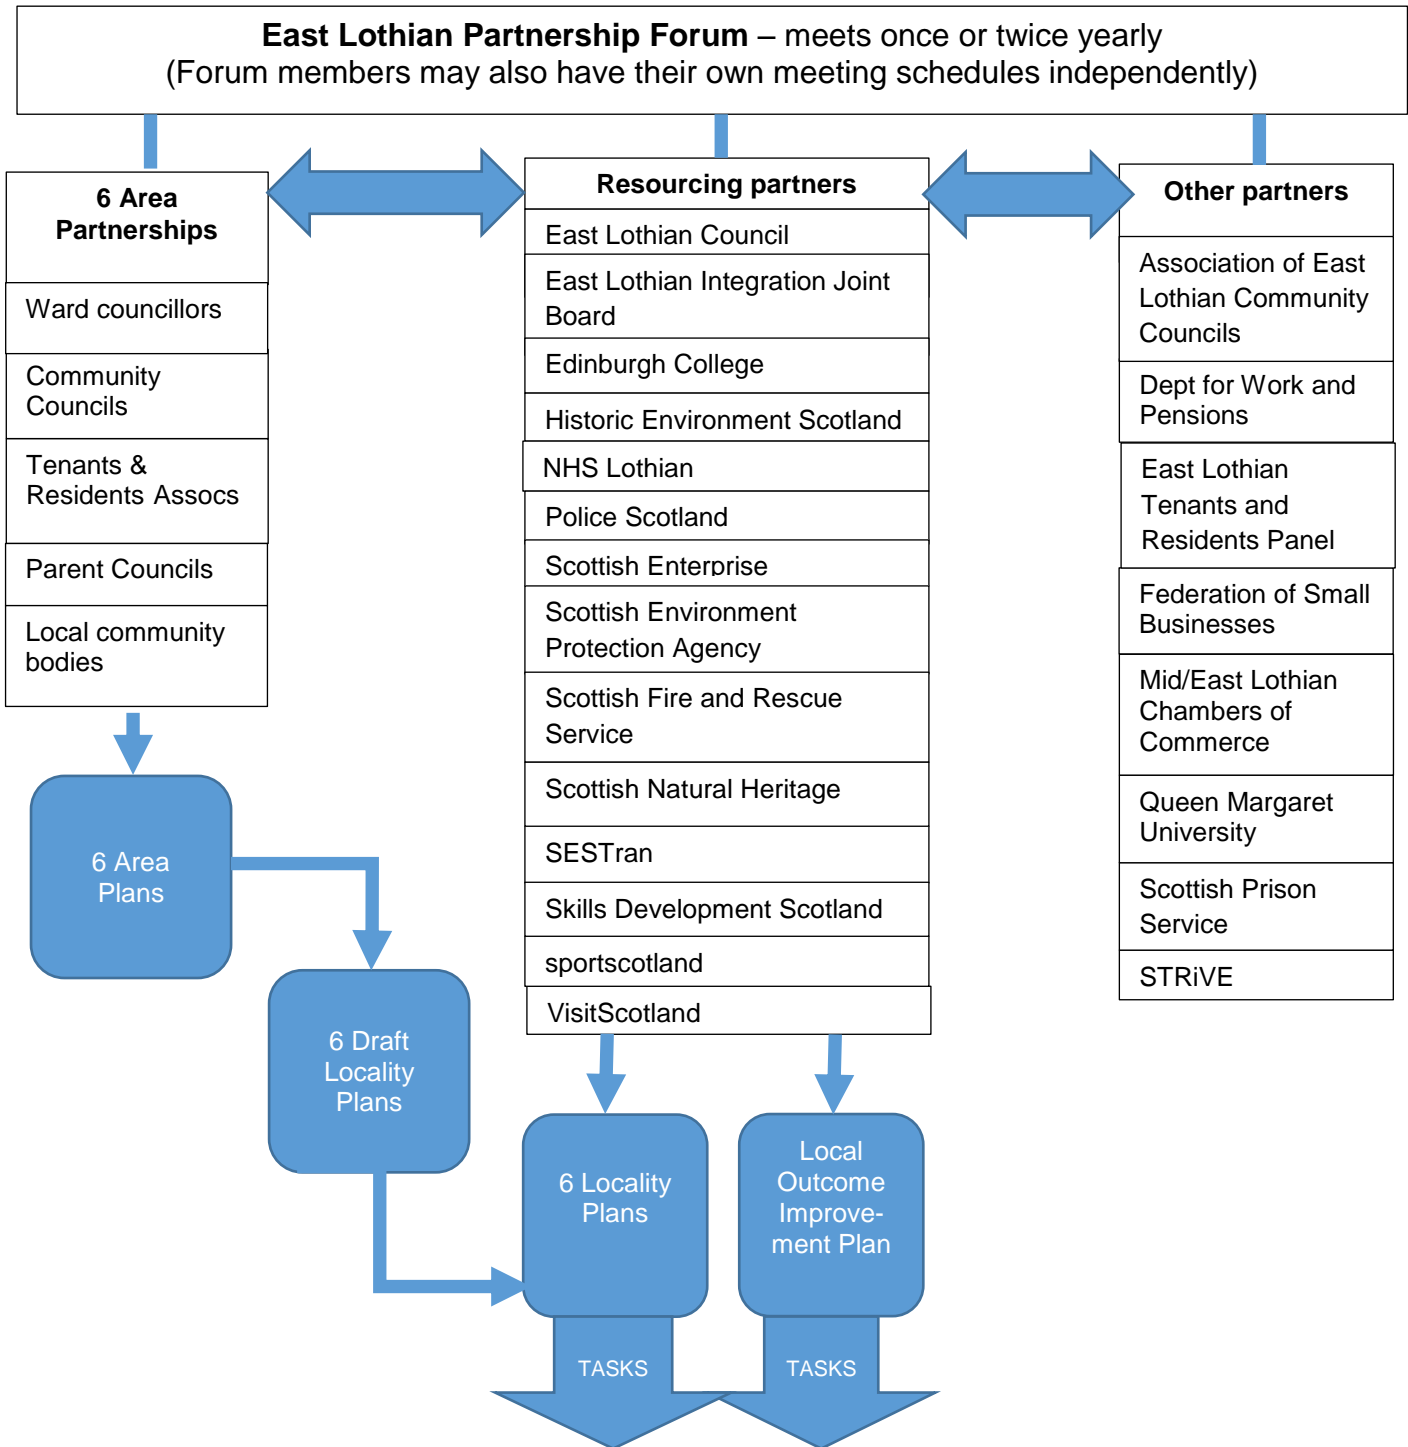 East Lothian Partnership Forum – meets once or twice yearly
(Forum members may also have their own meeting schedules independently)
6 Area
Partnerships
Ward councillors
Community
Councils
Tenants &
Residents Assocs
Parent Councils
Local community
bodies
Resourcing partners
East Lothian Council
East Lothian Integration Joint
Board
Edinburgh College
Historic Environment Scotland
NHS Lothian
Police Scotland
Scottish Enterprise
Scottish Environment
Protection Agency
Scottish Fire and Rescue
Service
Scottish Natural Heritage
SESTran
Skills Development Scotland
sportscotland
VisitScotland
Other partners
Association of East
Lothian Community
Councils
Dept for Work and
Pensions
East Lothian
Tenants and
Residents Panel
Federation of Small
Businesses
Mid/East Lothian
Chambers of
Commerce
Queen Margaret
University
Scottish Prison
Service
STRiVE
6 Area
Plans
6 Draft
Locality
Plans
6 Locality
Plans
Local
Outcome
Improve-
ment Plan
TASKS
TASKS